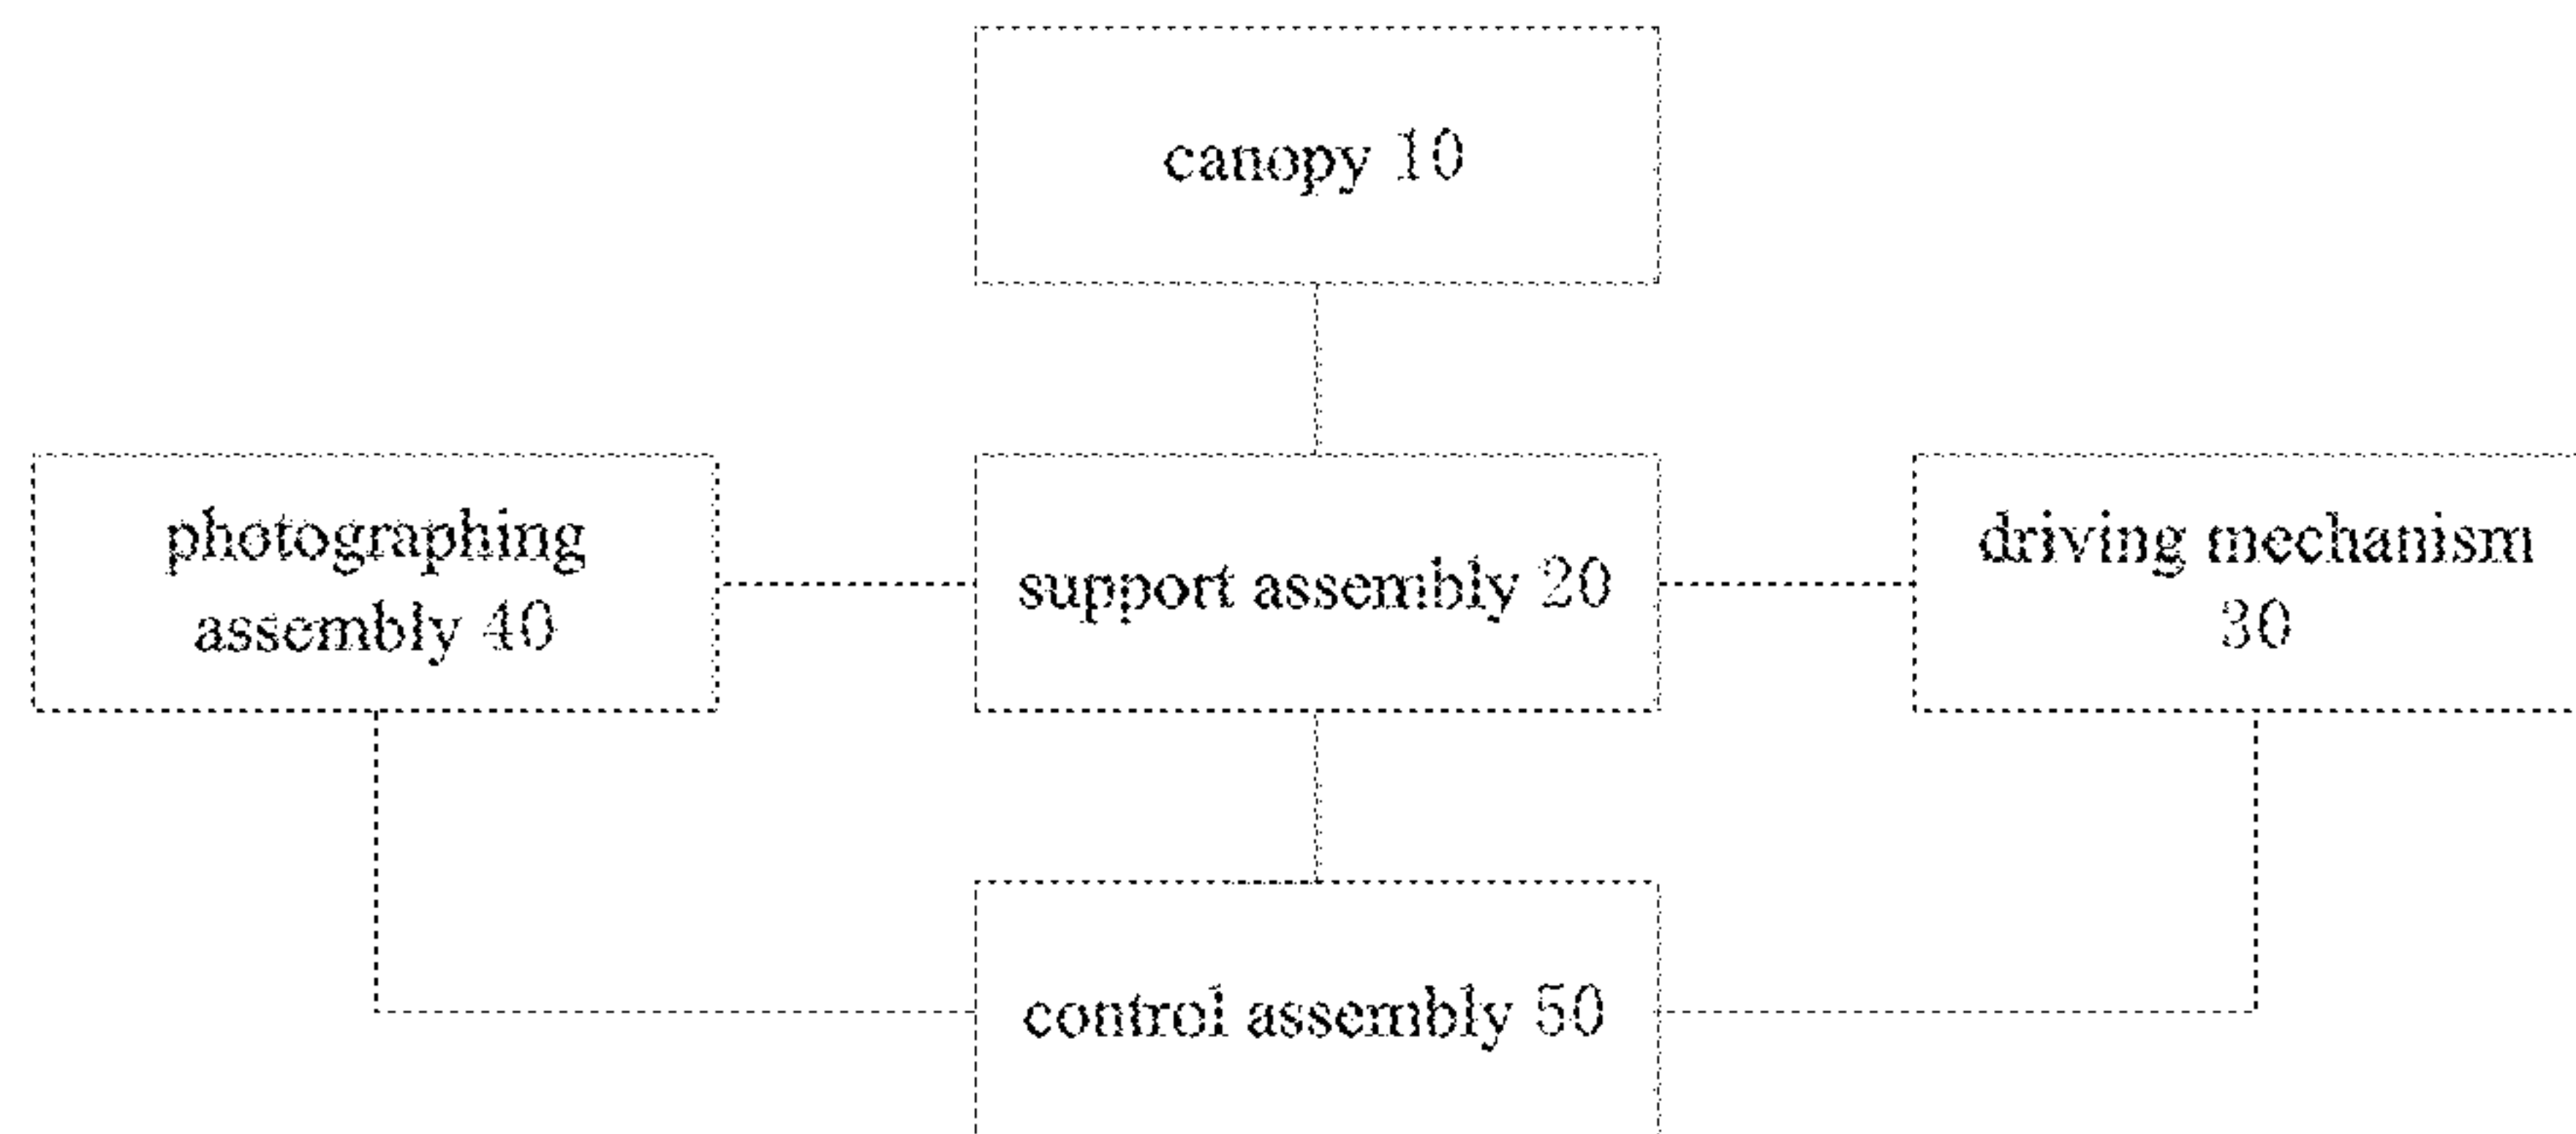 canopy 10
photographing
assembly 40
support assembly 20
driving mechanism
30
control assembly 50